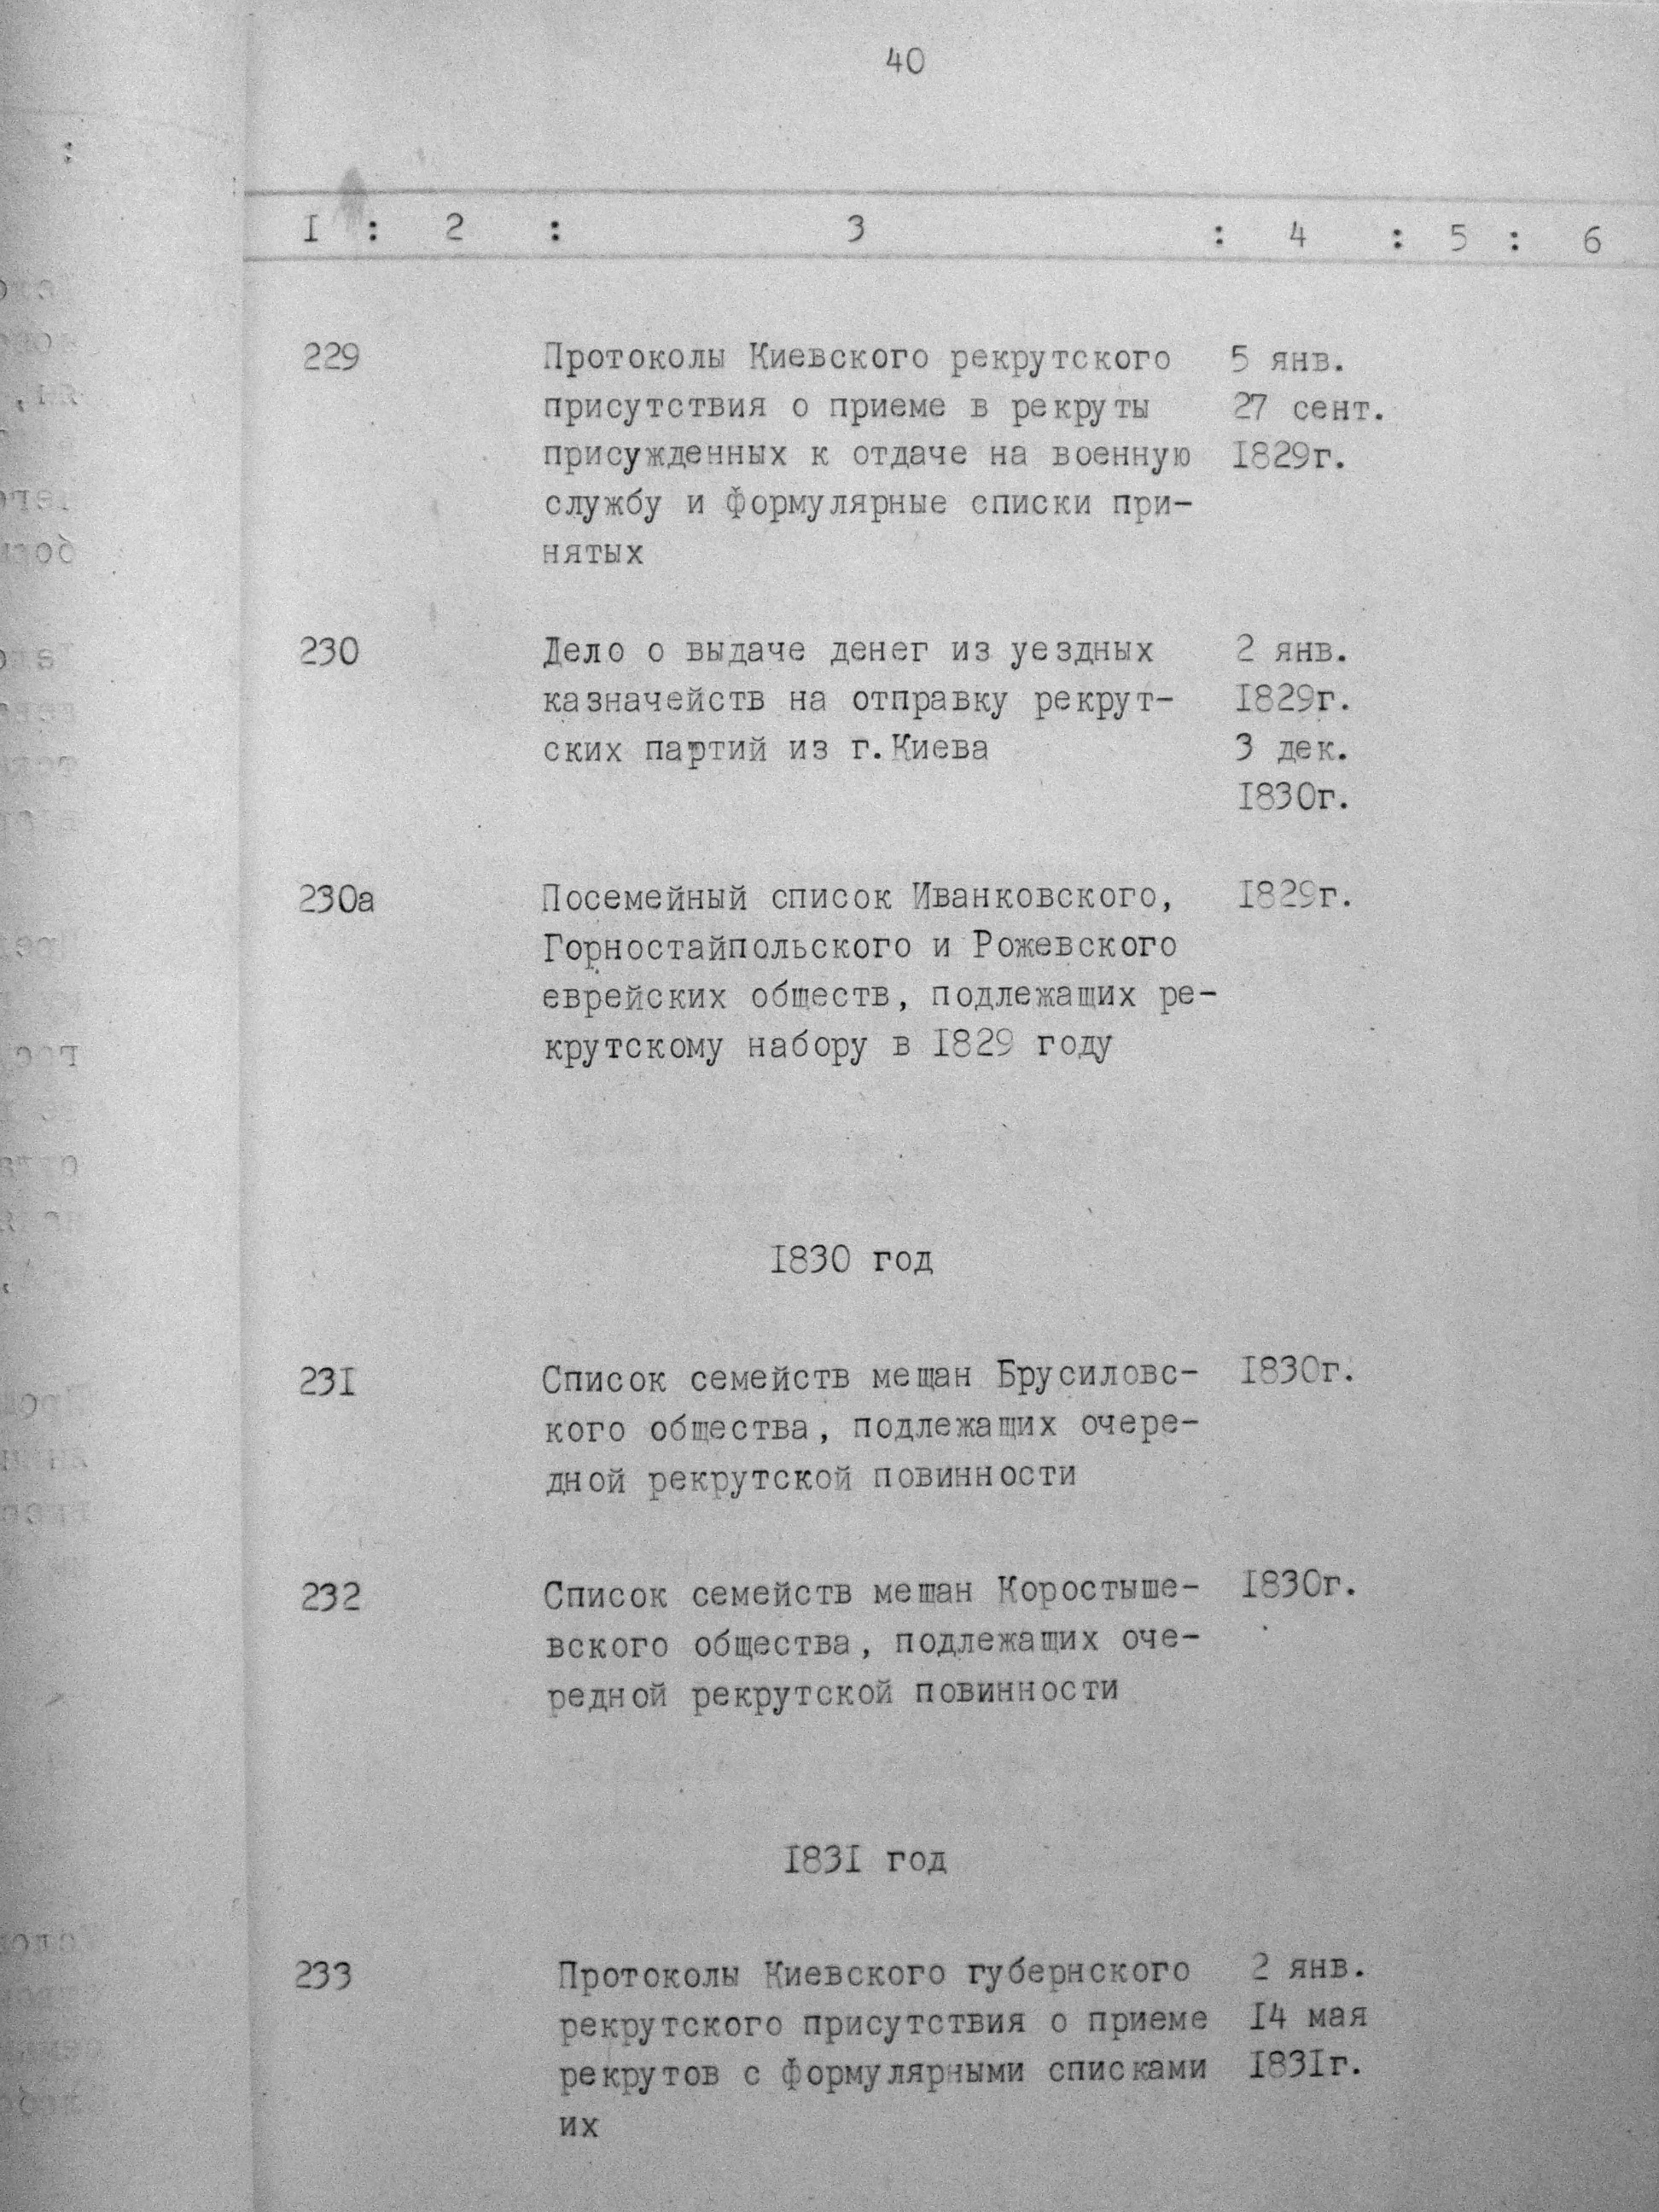 40
I : 2 : 3 : 4 : 5 : 6
229 Протоколы Киевского рекрутского 5 янв.
присутствия о приеме в рекруты 27 сент.
присужденных к отдаче на военную 1829г.
службу и формулярные списки при-
нятых
230 Дело о выдаче денег из уездных 2 янв.
казначейств на отправку рекрут- 1829г.
ских партий из г.Киева 3 дек.
1830г.
230а Посемейный список Иванковского, 1829г.
Горностайпольского и Рожевского
еврейских обществ, подлежащих ре-
крутскому набору в 1829 году
1830 год
231 Список семейств мещан Брусиловс- 1830г.
кого общества, подлежащих очере-
дной рекрутской повинности
232 Список семейств мещан Коростыше- 1830г.
вского общества, подлежащих оче-
редной рекрутской повинности
1831 год
233 Протоколы Киевского губернского 2 янв.
рекрутского присутствия о приеме 14 мая
рекрутов с формулярными списками 1831г.
их